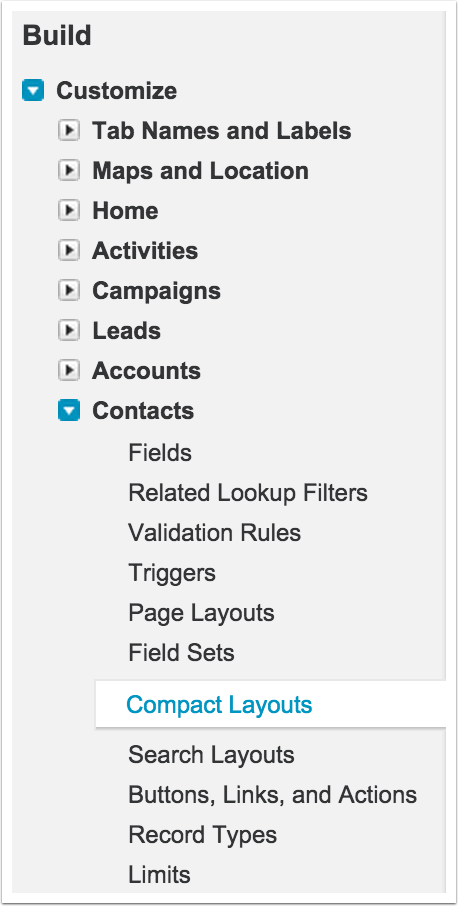 Build
Customize
Tab Names and Labels
Maps and Location
Home
Activities
Campaigns
Leads
Accounts
Contacts
Fields
Related Lookup Filters
Validation Rules
Triggers
Page Layouts
Field Sets
Compact Layouts
Search Layouts
Buttons, Links, and Actions
Record Types
Limits